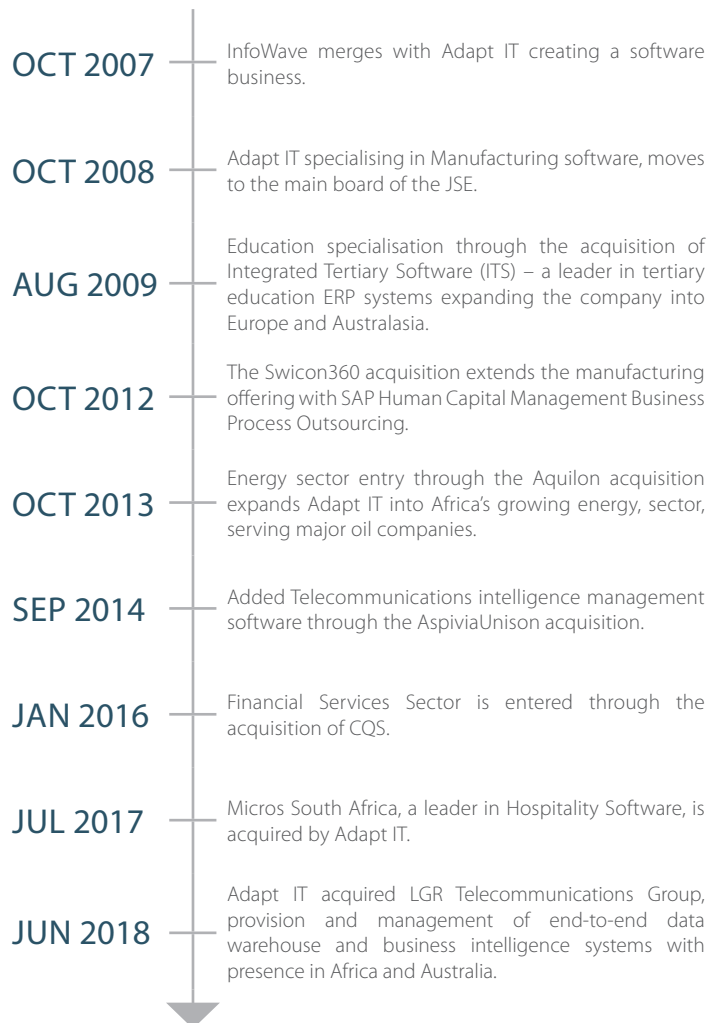 OCT 2007
InfoWave merges with Adapt IT creating a software
business.
OCT 2008
Adapt IT specialising in Manufacturing software, moves
to the main board of the JSE.
AUG 2009
Education specialisation through the acquisition of
Integrated Tertiary Software (ITS) – a leader in tertiary
education ERP systems expanding the company into
Europe and Australasia.
OCT 2012
The Swicon360 acquisition extends the manufacturing
offering with SAP Human Capital Management Business
Process Outsourcing.
OCT 2013
Energy sector entry through the Aquilon acquisition
expands Adapt IT into Africa's growing energy, sector,
serving major oil companies.
SEP 2014
Added Telecommunications intelligence management
software through the AspiviaUnison acquisition.
JAN 2016
Financial Services Sector is entered through the
acquisition of CQS.
JUL 2017
Micros South Africa, a leader in Hospitality Software, is
acquired by Adapt IT.
JUN 2018
Adapt IT acquired LGR Telecommunications Group,
provision and management of end-to-end data
warehouse and business intelligence systems with
presence in Africa and Australia.